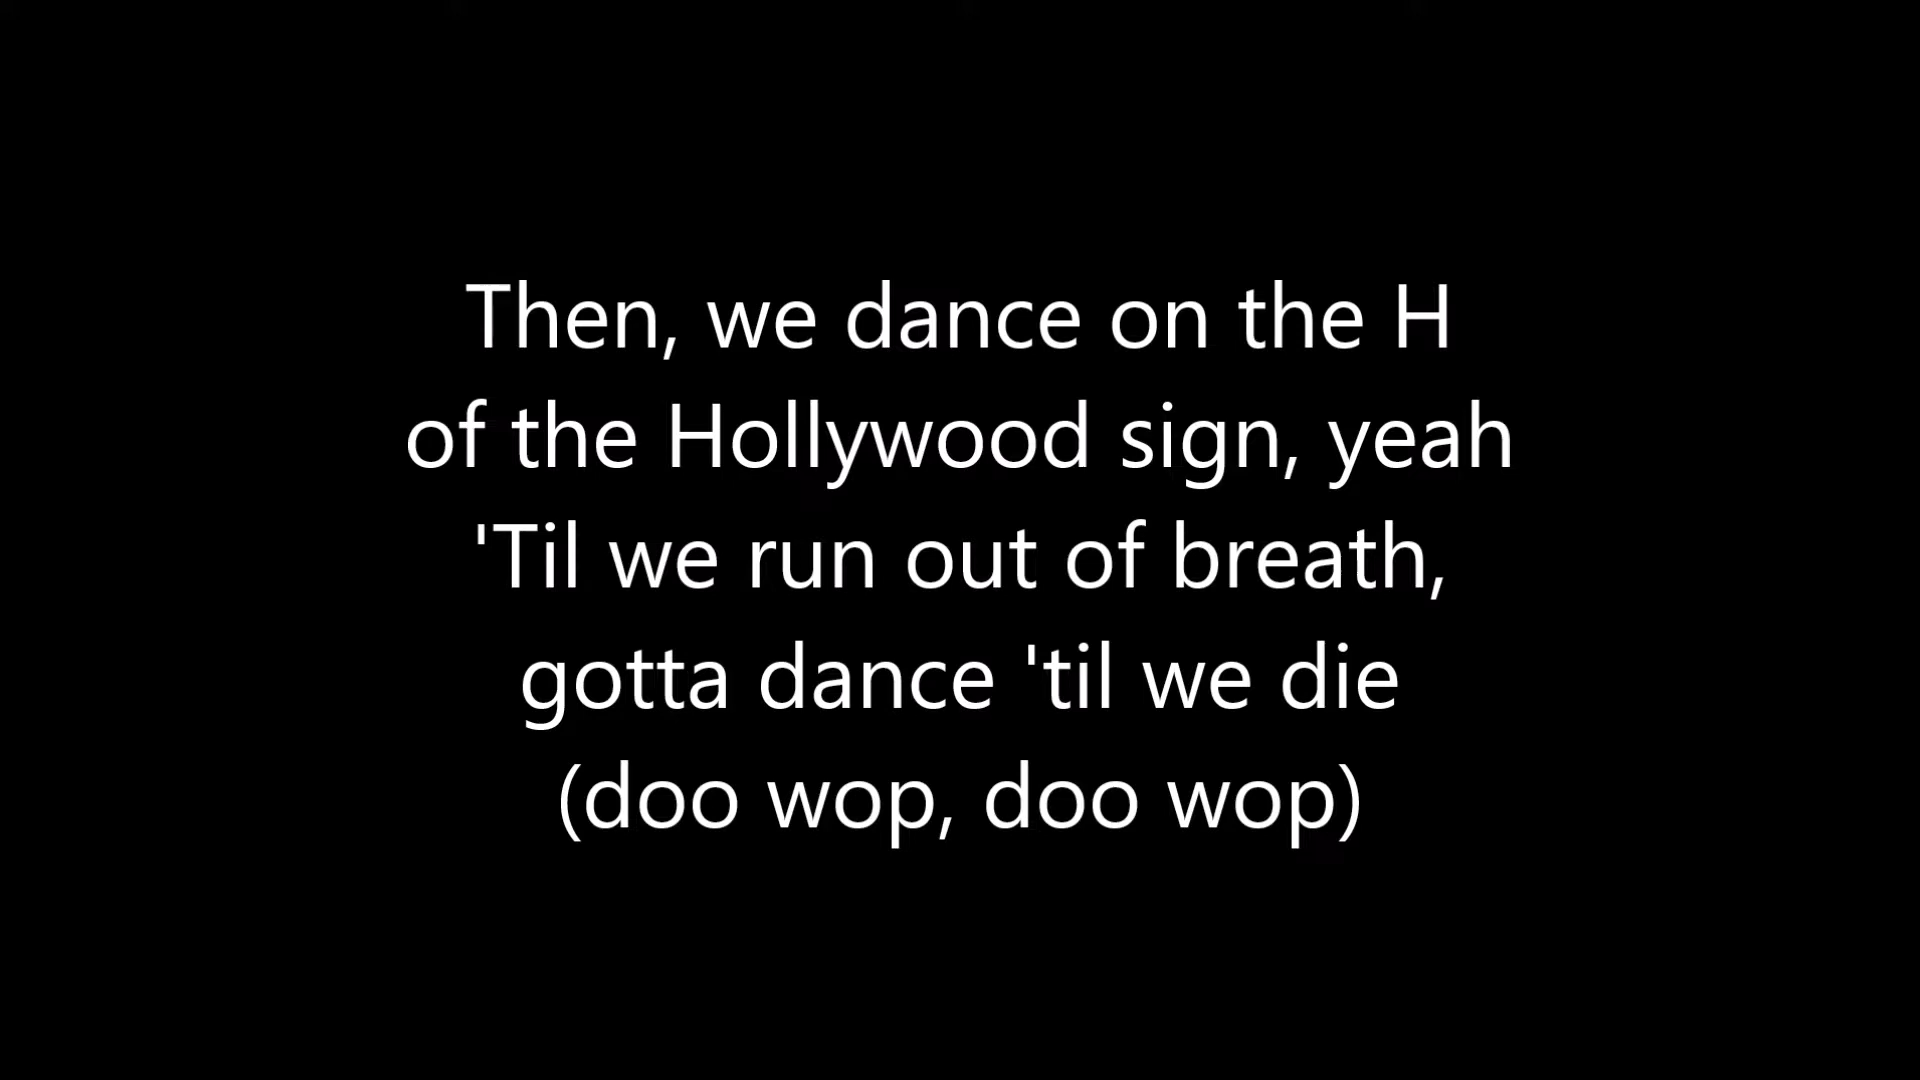 Then, we dance on the H
of the Hollywood sign, yeah
'Til we run out of breath,
gotta dance 'til we die
(doo wop, doo wop)